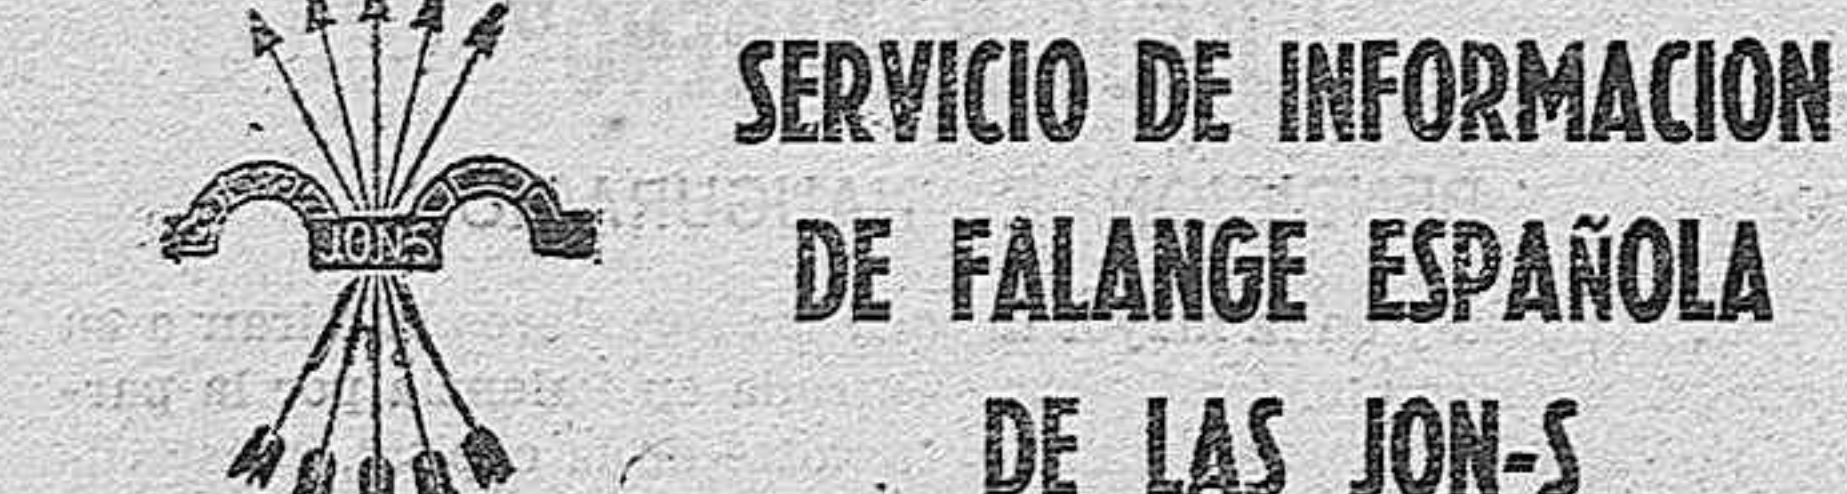 SERVICIO DE INFORMACION
DE FALANGE ESPAÑOLA
DE LAS JON-S
JONS